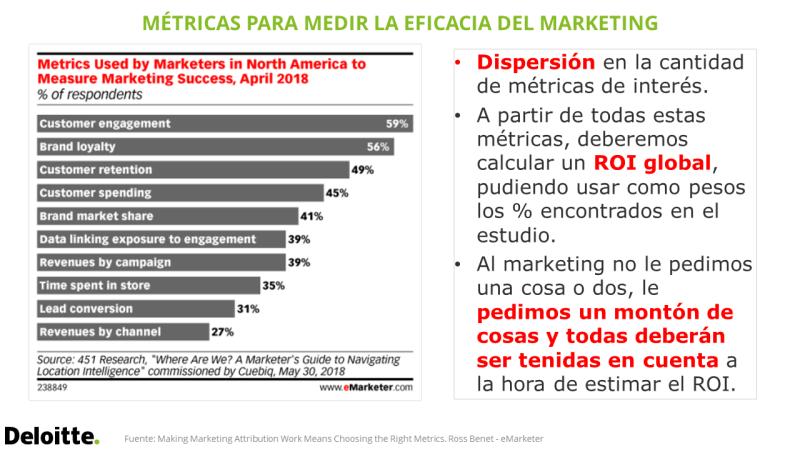 MÉTRICAS PARA MEDIR LA EFICACIA DEL MARKETING
Metrics Used by Marketers in North America to
Measure Marketing Success, April 2018
% of respondents
Customer engagement 59%
Brand loyalty 56%
Customer retention 49%
Customer spending 45%
Brand market share 41%
Data linking exposure to engagement 39%
Revenues by campaign 39%
Time spent in store 35%
Lead conversion 31%
Revenues by channel 27%
Source: 451 Research, "Where Are We? A Marketer's Guide to Navigating
Location Intelligence" commissioned by Cuebiq, May 30, 2018
238849 www.eMarketer.com
• Dispersión en la cantidad
de métricas de interés.
• A partir de todas estas
métricas, deberemos
calcular un ROI global,
pudiendo usar como pesos
los % encontrados en el
estudio.
• Al marketing no le pedimos
una cosa o dos, le
pedimos un montón de
cosas y todas deberán
ser tenidas en cuenta a
la hora de estimar el ROI.
Deloitte.
Fuente: Making Marketing Attribution Work Means Choosing the Right Metrics. Ross Benet - eMarketer